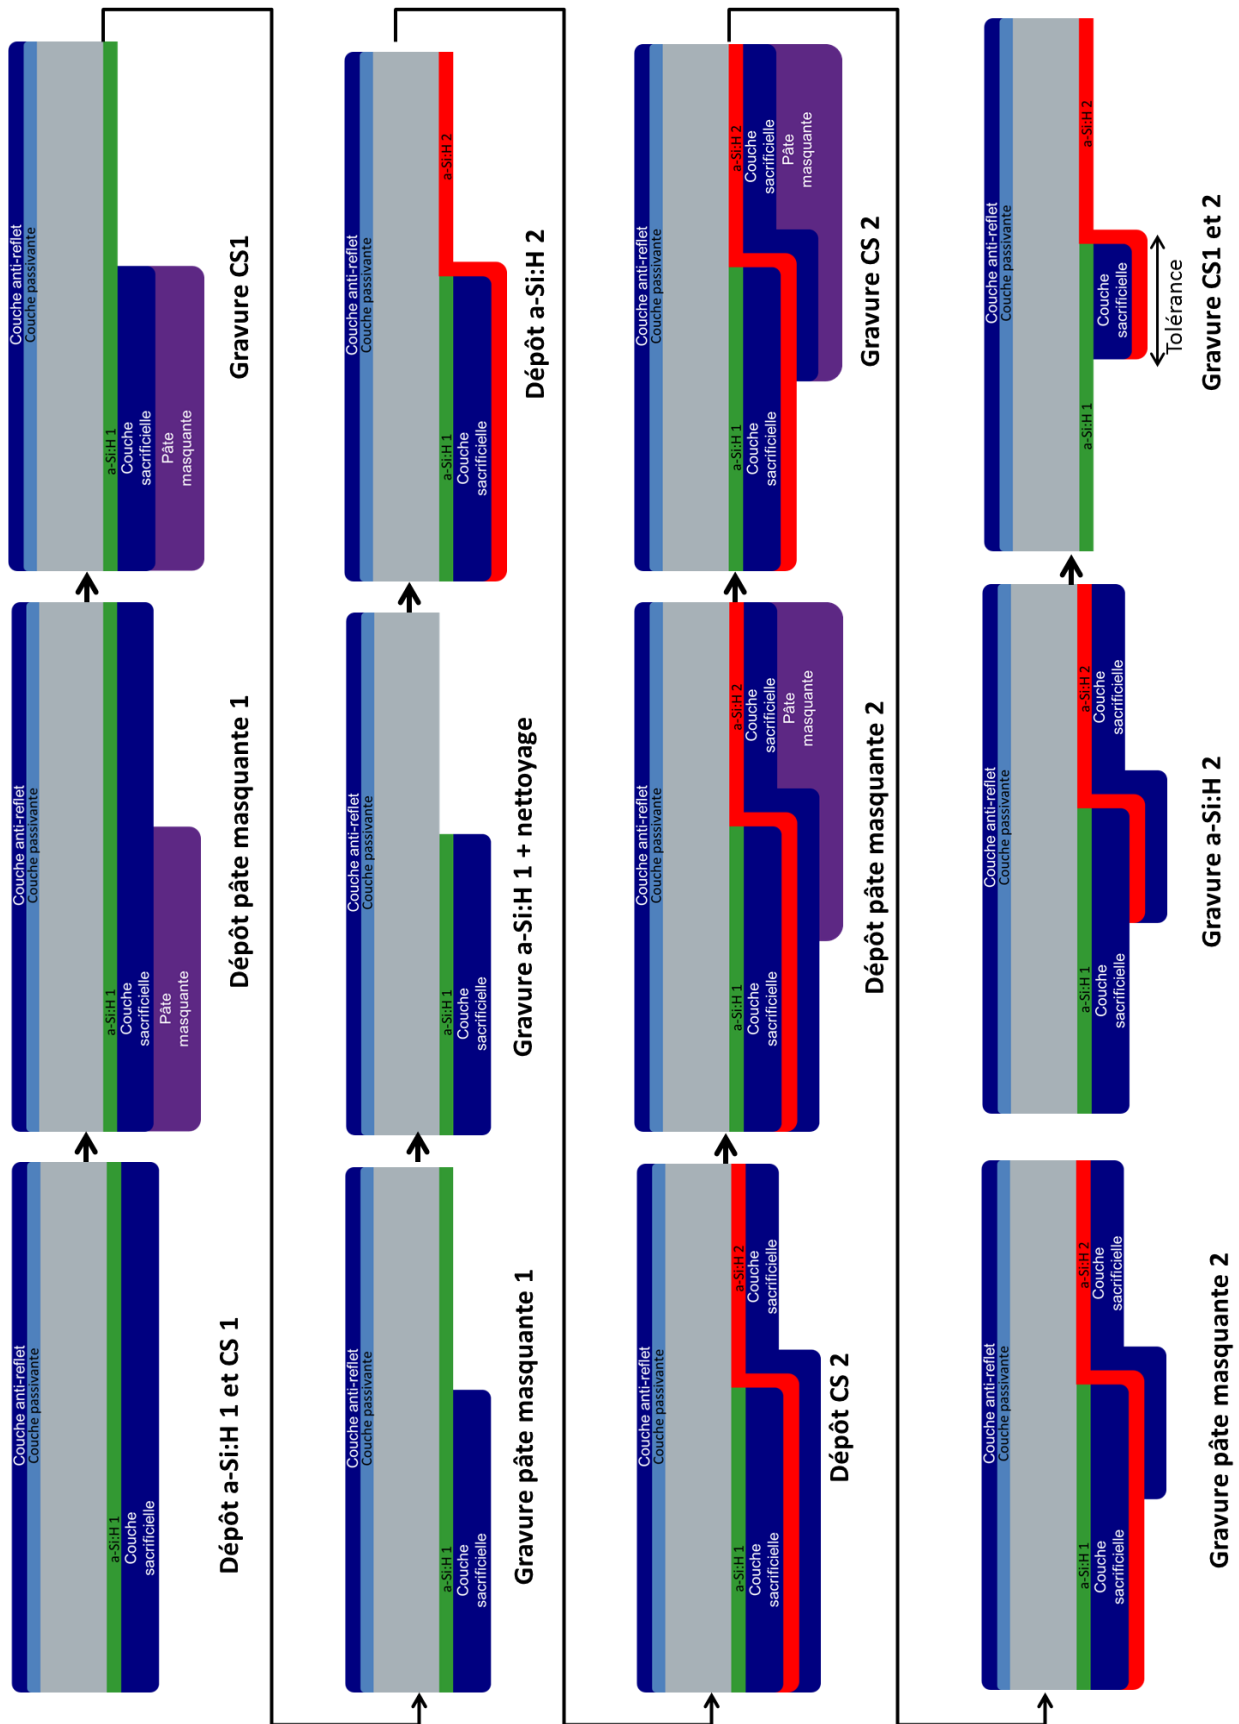 Couche anti-reflet
Couche passivante
a-Si:H 1
Couche
sacrificielle
Dépôt a-Si:H 1 et CS 1
Couche anti-reflet
Couche passivante
a-Si:H 1
Couche
sacrificielle
Pâte
masquante
Dépôt pâte masquante 1
Couche anti-reflet
Couche passivante
a-Si:H 1
Couche
sacrificielle
Pâte
masquante
Gravure CS1
Couche anti-reflet
Couche passivante
a-Si:H 1
Couche
sacrificielle
Gravure pâte masquante 1
Couche anti-reflet
Couche passivante
a-Si:H 1
Couche
sacrificielle
Gravure a-Si:H 1 + nettoyage
Couche anti-reflet
Couche passivante
a-Si:H 1
a-Si:H 2
Couche
sacrificielle
Dépôt a-Si:H 2
Couche anti-reflet
Couche passivante
a-Si:H 1
a-Si:H 2
Couche
sacrificielle
Couche
sacrificielle
Dépôt CS 2
Couche anti-reflet
Couche passivante
a-Si:H 1
a-Si:H 2
Couche
sacrificielle
Couche
sacrificielle
Pâte
masquante
Dépôt pâte masquante 2
Couche anti-reflet
Couche passivante
a-Si:H 1
a-Si:H 2
Couche
sacrificielle
Couche
sacrificielle
Pâte
masquante
Gravure CS 2
Couche anti-reflet
Couche passivante
a-Si:H 1
a-Si:H 2
Couche
sacrificielle
Couche
sacrificielle
Gravure pâte masquante 2
Couche anti-reflet
Couche passivante
a-Si:H 1
a-Si:H 2
Couche
sacrificielle
Couche
sacrificielle
Gravure a-Si:H 2
Couche anti-reflet
Couche passivante
a-Si:H 1
a-Si:H 2
Couche
sacrificielle
Tolérance
Gravure CS1 et 2